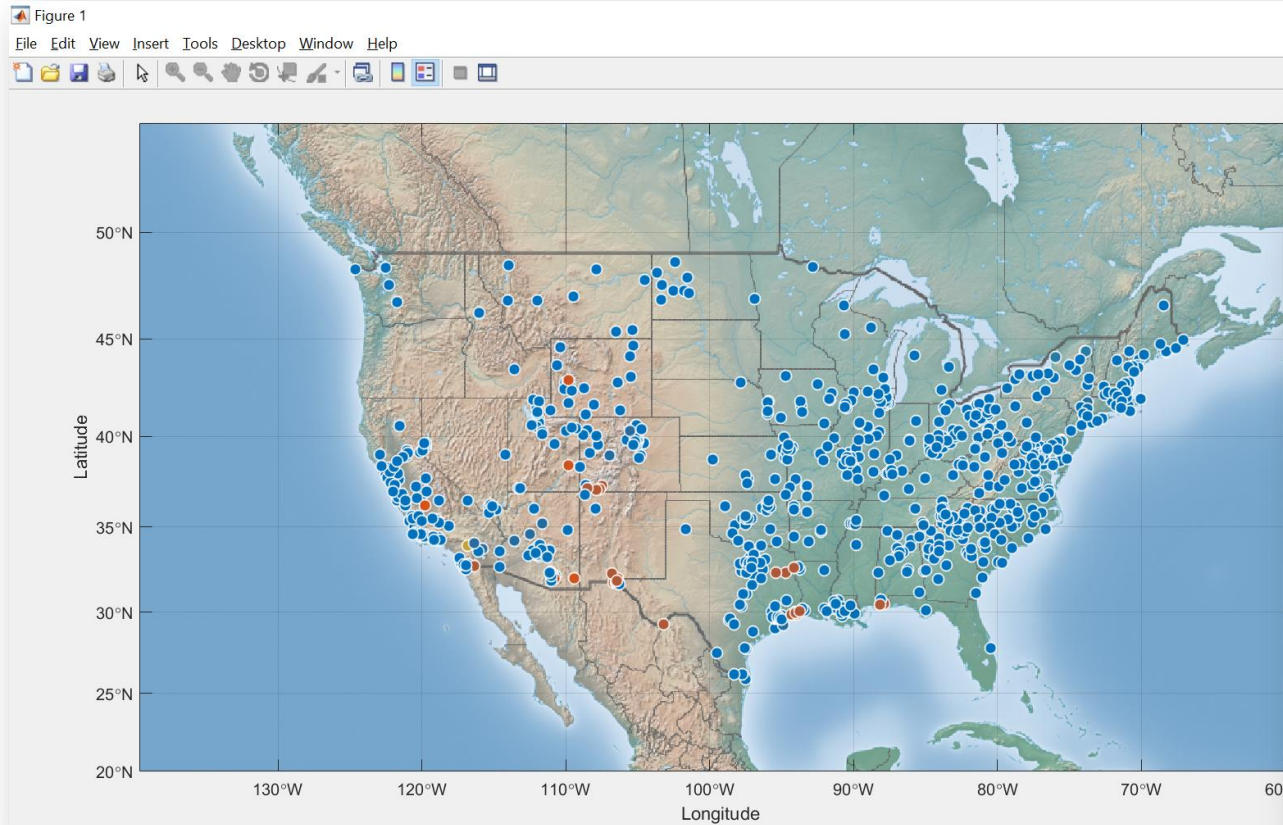 Figure 1
File Edit View Insert Tools Desktop Window Help
50°N
45°N
40°N
35°N
30°N
25°N
20°N
Latitude
130°W 120°W 110°W 100°W 90°W 80°W 70°W 60
Longitude